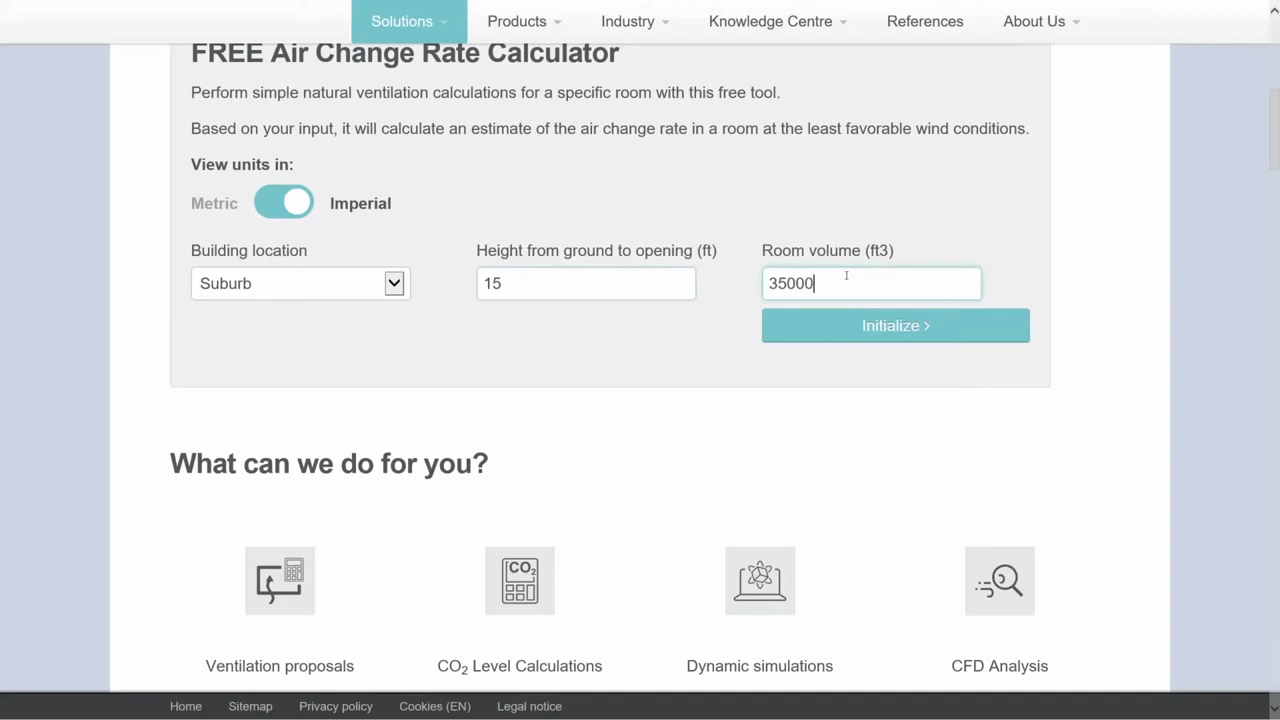 Solutions Products Industry Knowledge Centre References About Us
FREE Air Change Rate Calculator
Perform simple natural ventilation calculations for a specific room with this free tool.
Based on your input, it will calculate an estimate of the air change rate in a room at the least favorable wind conditions.
View units in:
Metric Imperial
Building location Height from ground to opening (ft) Room volume (ft3)
Suburb 15 35000
Initialize >
What can we do for you?
CO2
Ventilation proposals CO2 Level Calculations Dynamic simulations CFD Analysis
Home Sitemap Privacy policy Cookies (EN) Legal notice